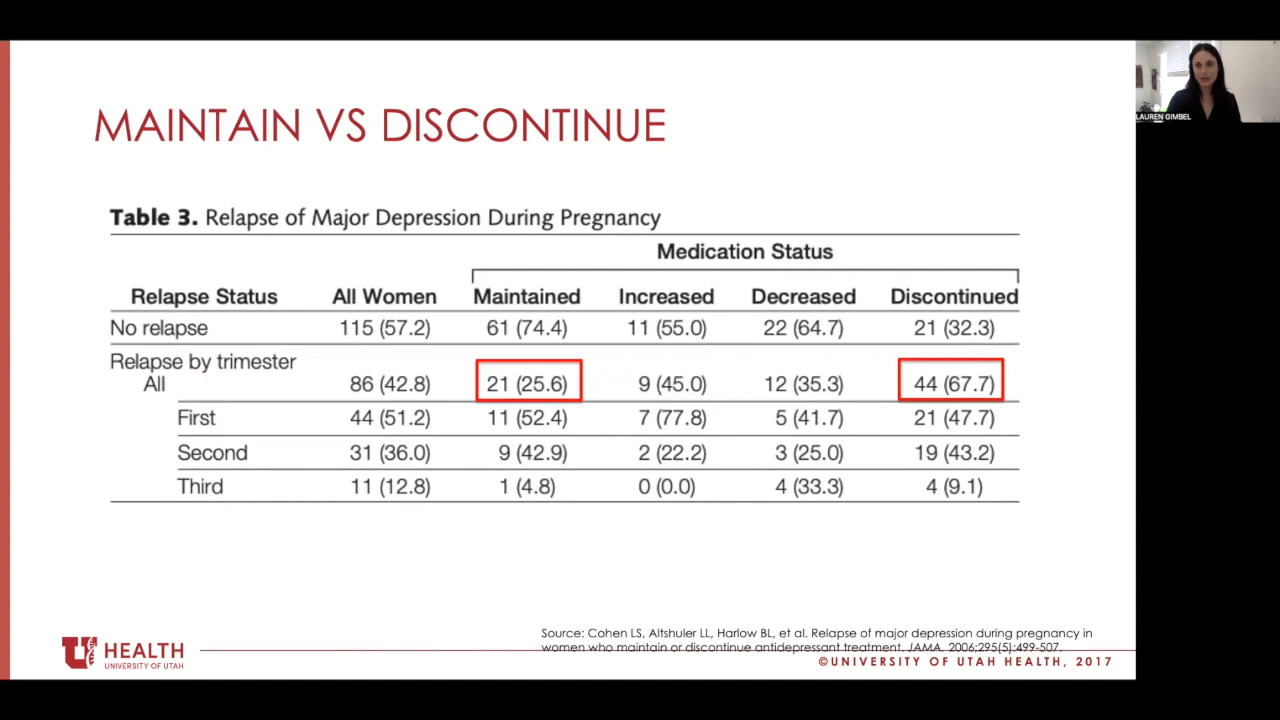 LAUREN GIMBEL
MAINTAIN VS DISCONTINUE
Table 3. Relapse of Major Depression During Pregnancy
Medication Status
Relapse Status All Women Maintained Increased Decreased Discontinued
No relapse 115 (57.2) 61 (74.4) 11 (55.0) 22 (64.7) 21 (32.3)
Relapse by trimester
All 86 (42.8) 21 (25.6) 9 (45.0) 12 (35.3) 44 (67.7)
First 44 (51.2) 11 (52.4) 7 (77.8) 5 (41.7) 21 (47.7)
Second 31 (36.0) 9 (42.9) 2 (22.2) 3 (25.0) 19 (43.2)
Third 11 (12.8) 1 (4.8) 0 (0.0) 4 (33.3) 4 (9.1)
Source: Cohen LS, Altshuler LL, Harlow BL, et al. Relapse of major depression during pregnancy in
women who maintain or discontinue antidepressant treatment. JAMA. 2006;295(5):499-507.
U HEALTH
UNIVERSITY OF UTAH
©UNIVERSITY OF UTAH HEALTH, 2017